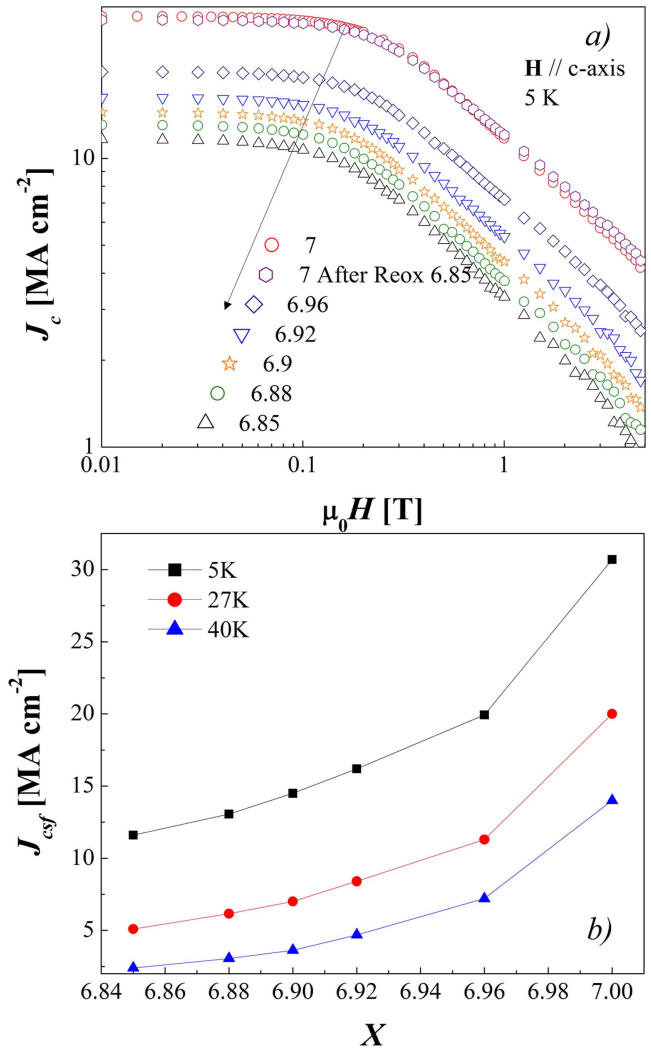 a)
H // c-axis
5 K
10
1
J_c [MA cm⁻²]
7
7 After Reox 6.85
6.96
6.92
6.9
6.88
6.85
0.01 0.1 1
μ₀H [T]
5K
27K
40K
30
25
20
15
10
5
J_csf [MA cm⁻²]
b)
6.84 6.86 6.88 6.90 6.92 6.94 6.96 6.98 7.00
X